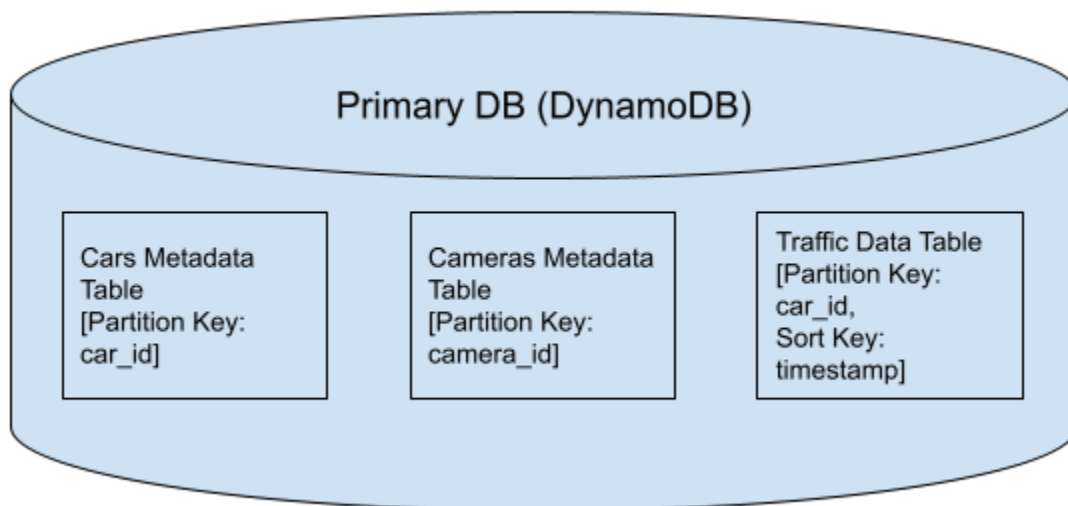 Primary DB (DynamoDB)
Cars Metadata
Table
[Partition Key:
car_id]
Cameras Metadata
Table
[Partition Key:
camera_id]
Traffic Data Table
[Partition Key:
car_id,
Sort Key:
timestamp]